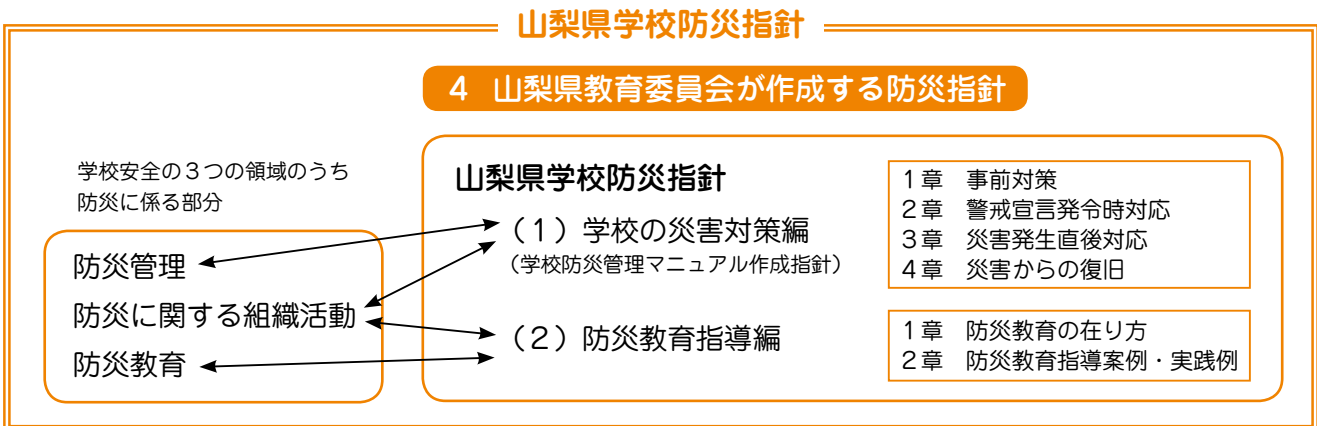 山梨県学校防災指針
4 山梨県教育委員会が作成する防災指針
学校安全の３つの領域のうち
防災に係る部分
防災管理
防災に関する組織活動
防災教育
山梨県学校防災指針
（１）学校の災害対策編
（学校防災管理マニュアル作成指針）
（２）防災教育指導編
１章　事前対策
２章　警戒宣言発令時対応
３章　災害発生直後対応
４章　災害からの復旧
１章　防災教育の在り方
２章　防災教育指導案例・実践例